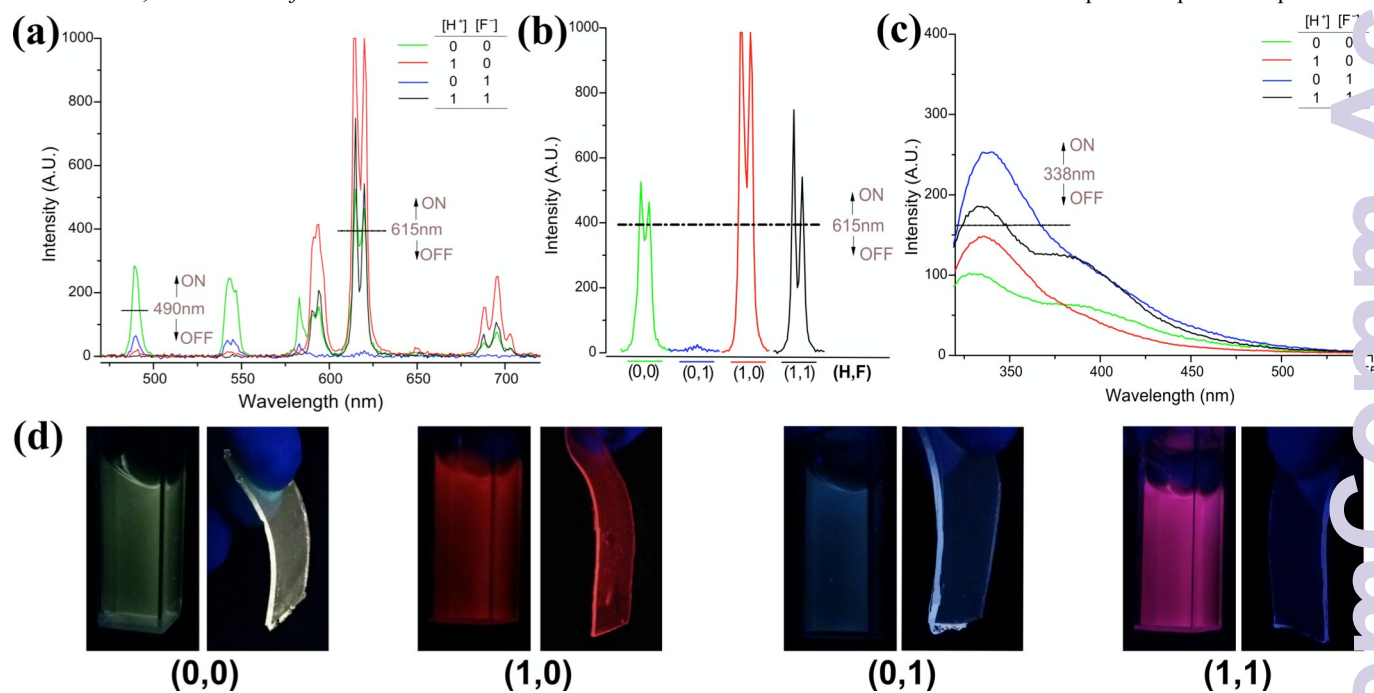 (a)
[H⁺] [F⁻]
0 0
1 0
0 1
1 1
1000
800
600
400
200
0
Intensity (A.U.)
ON
490nm
OFF
ON
615nm
OFF
500 550 600 650 700
Wavelength (nm)
(b)
1000
800
600
400
200
0
Intensity (A.U.)
ON
615nm
OFF
(0,0) (0,1) (1,0) (1,1) (H,F)
(c)
[H⁺] [F⁻]
0 0
1 0
0 1
1 1
400
300
200
100
0
Intensity (A.U.)
ON
338nm
OFF
350 400 450 500
Wavelength (nm)
(d)
(0,0) (1,0) (0,1) (1,1)